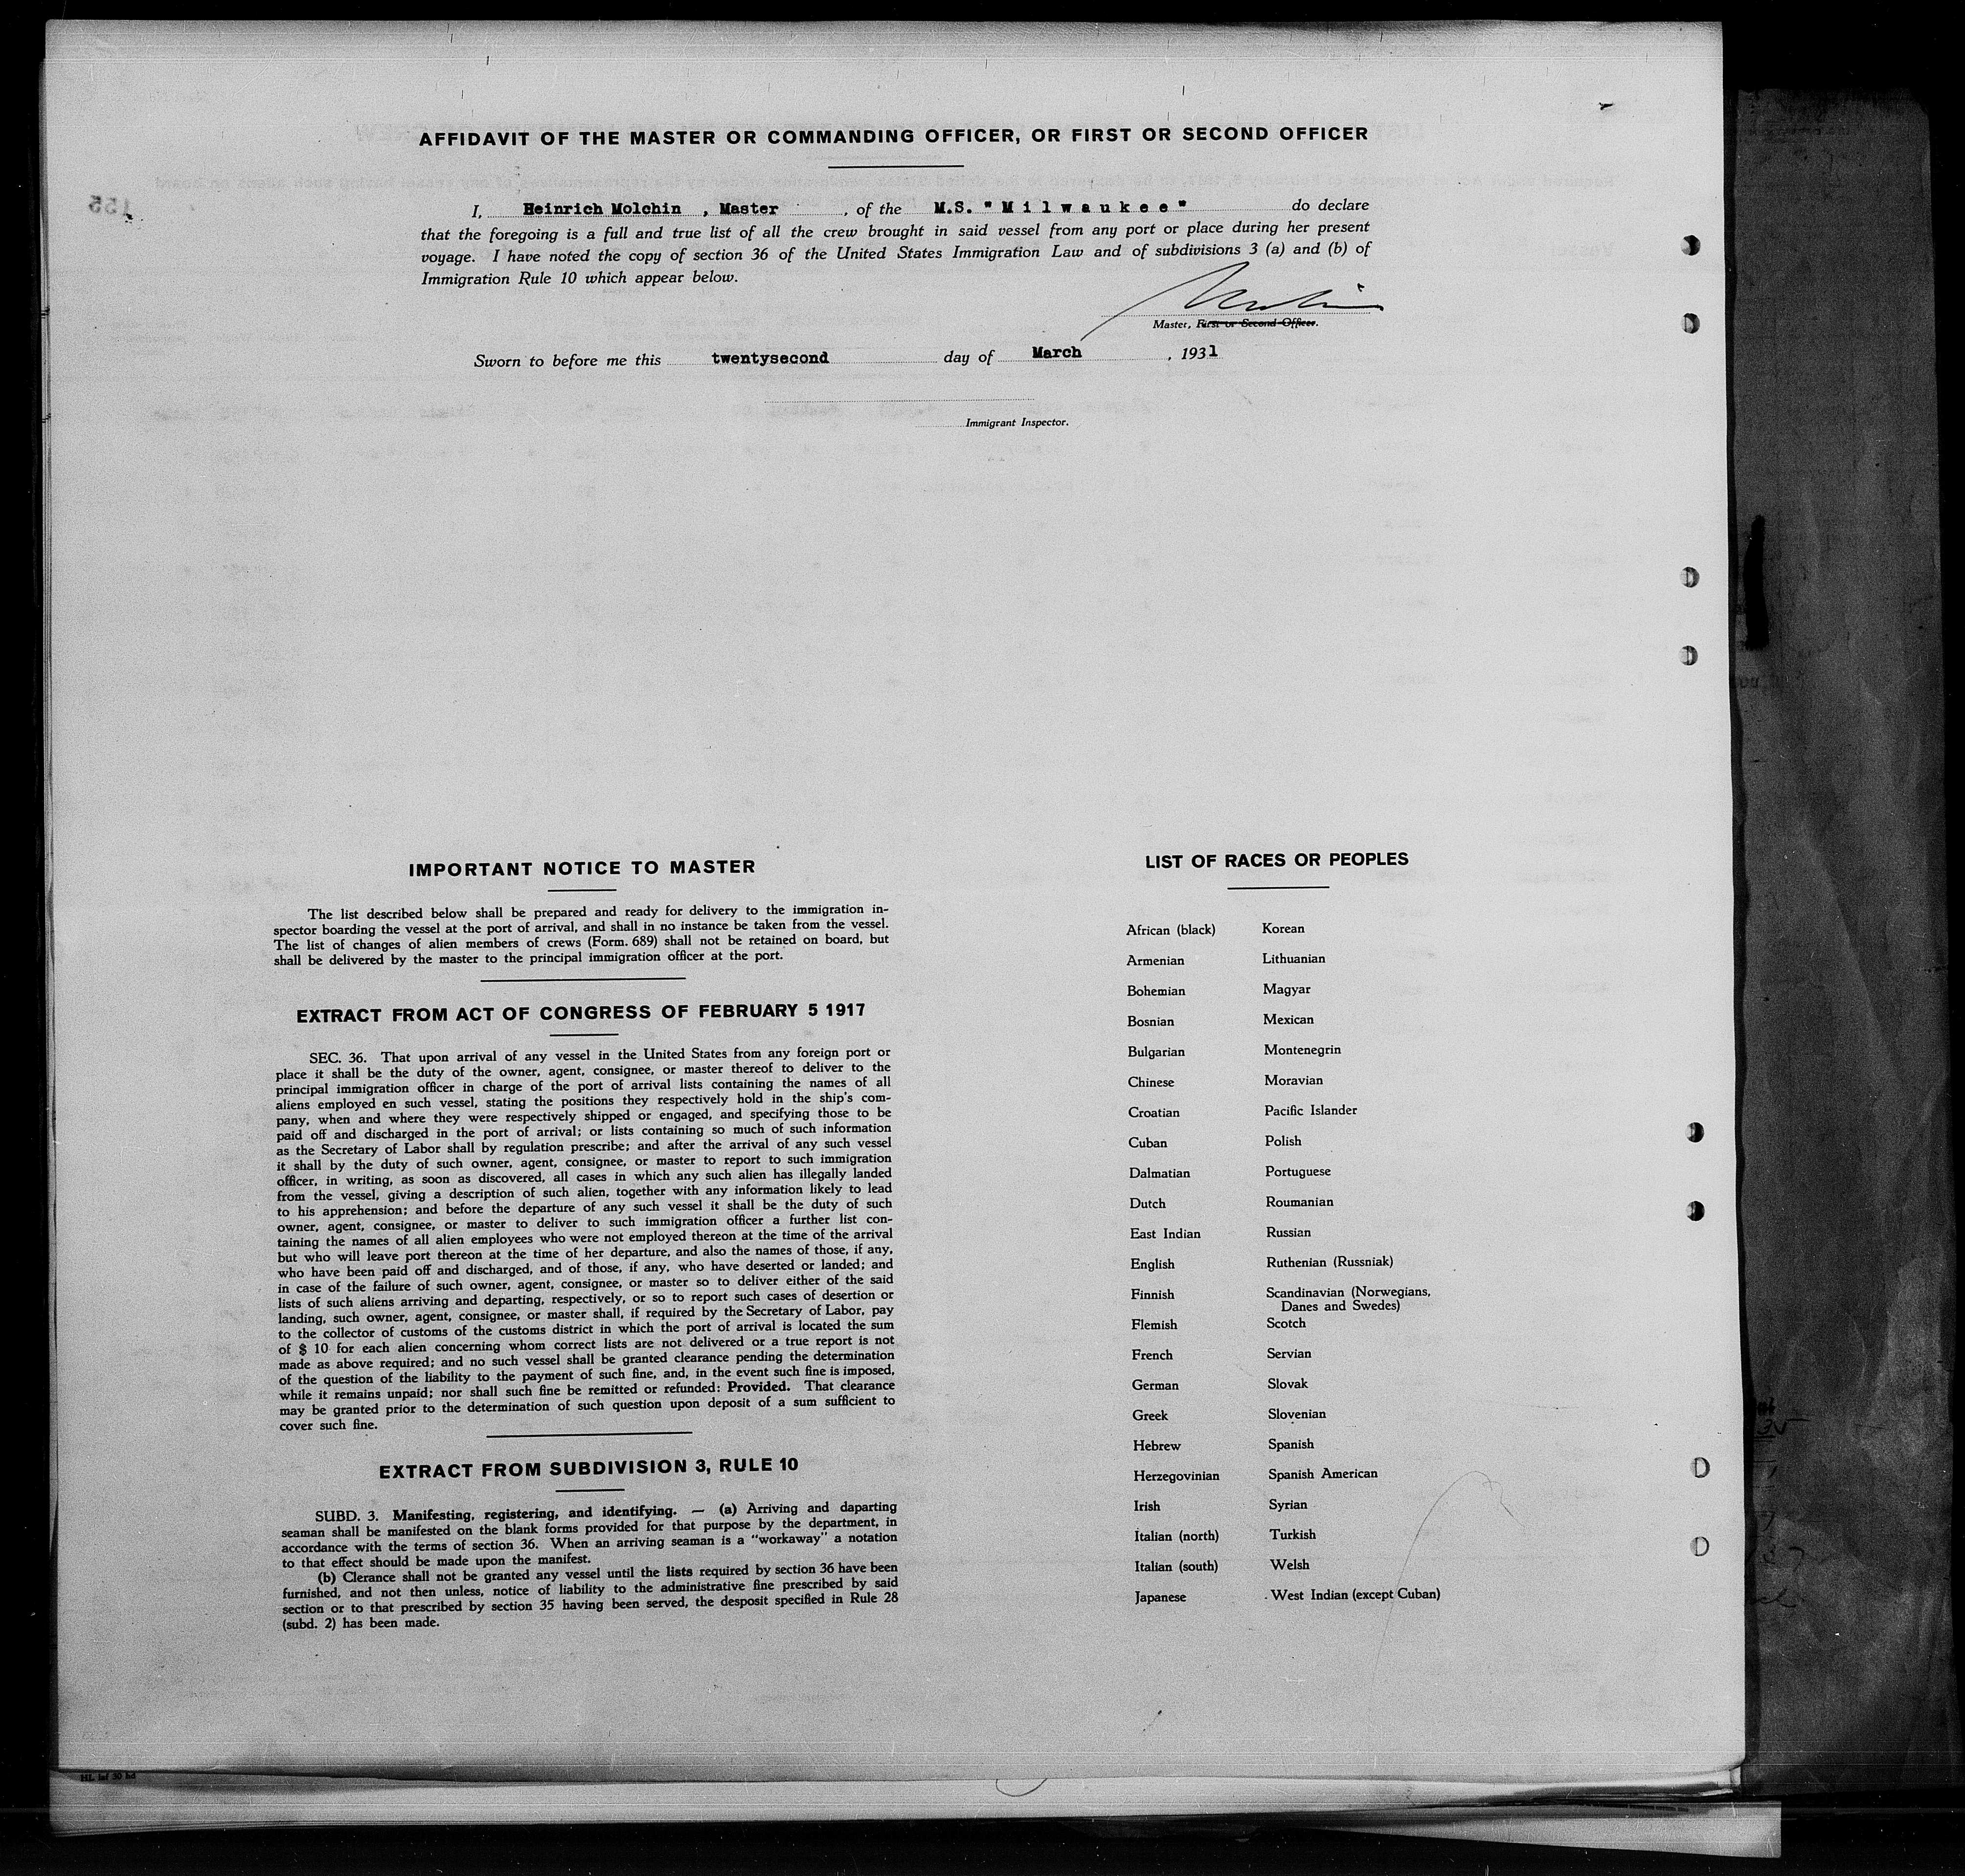 AFFIDAVIT OF THE MASTER OR COMMANDING OFFICER, OR FIRST OR SECOND OFFICER
I, Heinrich Molchin , Master , of the M.S. "M i l w a u k e e" do declare
that the foregoing is a full and true list of all the crew brought in said vessel from any port or place during her present
voyage. I have noted the copy of section 36 of the United States Immigration Law and of subdivisions 3 (a) and (b) of
Immigration Rule 10 which appear below.
Master, First or Second Officer.
Sworn to before me this twentysecond day of March , 1931
Immigrant Inspector.
155
IMPORTANT NOTICE TO MASTER
The list described below shall be prepared and ready for delivery to the immigration in-
spector boarding the vessel at the port of arrival, and shall in no instance be taken from the vessel.
The list of changes of alien members of crews (Form. 689) shall not be retained on board, but
shall be delivered by the master to the principal immigration officer at the port.
EXTRACT FROM ACT OF CONGRESS OF FEBRUARY 5 1917
SEC. 36. That upon arrival of any vessel in the United States from any foreign port or
place it shall be the duty of the owner, agent, consignee, or master thereof to deliver to the
principal immigration officer in charge of the port of arrival lists containing the names of all
aliens employed en such vessel, stating the positions they respectively hold in the ship's com-
pany, when and where they were respectively shipped or engaged, and specifying those to be
paid off and discharged in the port of arrival; or lists containing so much of such information
as the Secretary of Labor shall by regulation prescribe; and after the arrival of any such vessel
it shall by the duty of such owner, agent, consignee, or master to report to such immigration
officer, in writing, as soon as discovered, all cases in which any such alien has illegally landed
from the vessel, giving a description of such alien, together with any information likely to lead
to his apprehension; and before the departure of any such vessel it shall be the duty of such
owner, agent, consignee, or master to deliver to such immigration officer a further list con-
taining the names of all alien employees who were not employed thereon at the time of the arrival
but who will leave port thereon at the time of her departure, and also the names of those, if any,
who have been paid off and discharged, and of those, if any, who have deserted or landed; and
in case of the failure of such owner, agent, consignee, or master so to deliver either of the said
lists of such aliens arriving and departing, respectively, or so to report such cases of desertion or
landing, such owner, agent, consignee, or master shall, if required by the Secretary of Labor, pay
to the collector of customs of the customs district in which the port of arrival is located the sum
of $ 10 for each alien concerning whom correct lists are not delivered or a true report is not
made as above required; and no such vessel shall be granted clearance pending the determination
of the question of the liability to the payment of such fine, and, in the event such fine is imposed,
while it remains unpaid; nor shall such fine be remitted or refunded: Provided. That clearance
may be granted prior to the determination of such question upon deposit of a sum sufficient to
cover such fine.
EXTRACT FROM SUBDIVISION 3, RULE 10
SUBD. 3. Manifesting, registering, and identifying. — (a) Arriving and daparting
seaman shall be manifested on the blank forms provided for that purpose by the department, in
accordance with the terms of section 36. When an arriving seaman is a "workaway" a notation
to that effect should be made upon the manifest.
(b) Clerance shall not be granted any vessel until the lists required by section 36 have been
furnished, and not then unless, notice of liability to the administrative fine prescribed by said
section or to that prescribed by section 35 having been served, the desposit specified in Rule 28
(subd. 2) has been made.
LIST OF RACES OR PEOPLES
African (black) Korean
Armenian Lithuanian
Bohemian Magyar
Bosnian Mexican
Bulgarian Montenegrin
Chinese Moravian
Croatian Pacific Islander
Cuban Polish
Dalmatian Portuguese
Dutch Roumanian
East Indian Russian
English Ruthenian (Russniak)
Finnish Scandinavian (Norwegians,
Danes and Swedes)
Flemish Scotch
French Servian
German Slovak
Greek Slovenian
Hebrew Spanish
Herzegovinian Spanish American
Irish Syrian
Italian (north) Turkish
Italian (south) Welsh
Japanese West Indian (except Cuban)